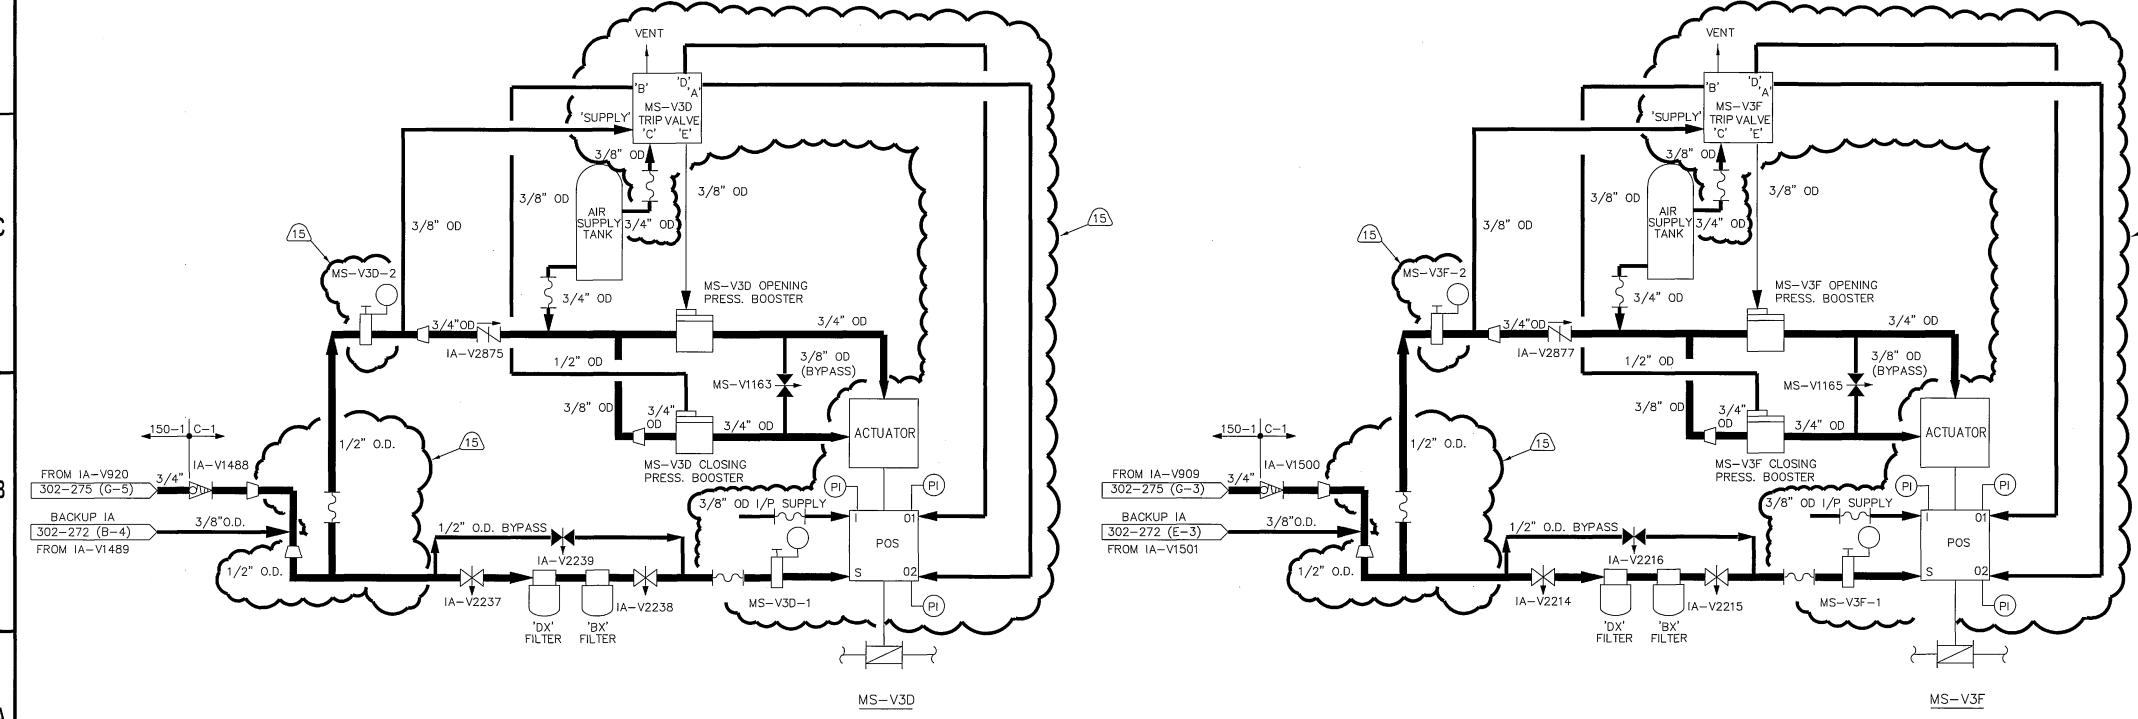 VENT
'B'
'D'
'A'
MS-V3D
TRIP VALVE
'SUPPLY'
'C' 'E'
3/8" OD
3/8" OD
3/8" OD
3/8" OD
AIR
SUPPLY
TANK
3/4" OD
15
15
MS-V3D-2
3/4" OD
MS-V3D OPENING
PRESS. BOOSTER
3/4"OD
3/4" OD
IA-V2875
1/2" OD
3/8" OD
(BYPASS)
MS-V1163
3/8" OD
3/4"
OD
3/4" OD
ACTUATOR
150-1 C-1
1/2" O.D.
15
IA-V1488
MS-V3D CLOSING
PRESS. BOOSTER
FROM IA-V920
3/4"
302-275 (G-5)
PI
PI
3/8" OD I/P SUPPLY
BACKUP IA
3/8"O.D.
302-272 (B-4)
FROM IA-V1489
1/2" O.D. BYPASS
I
O1
POS
IA-V2239
1/2" O.D.
S
O2
IA-V2237
IA-V2238
MS-V3D-1
PI
'DX'
FILTER
'BX'
FILTER
MS-V3D
VENT
'B'
'D'
'A'
MS-V3F
TRIP VALVE
'SUPPLY'
'C' 'E'
3/8" OD
3/8" OD
3/8" OD
3/8" OD
AIR
SUPPLY
TANK
3/4" OD
15
MS-V3F-2
3/4" OD
MS-V3F OPENING
PRESS. BOOSTER
3/4"OD
3/4" OD
IA-V2877
1/2" OD
3/8" OD
(BYPASS)
MS-V1165
3/8" OD
3/4"
OD
3/4" OD
ACTUATOR
150-1 C-1
1/2" O.D.
15
IA-V1500
MS-V3F CLOSING
PRESS. BOOSTER
FROM IA-V909
3/4"
302-275 (G-3)
PI
PI
3/8" OD I/P SUPPLY
BACKUP IA
3/8"O.D.
302-272 (E-3)
FROM IA-V1501
1/2" O.D. BYPASS
I
O1
POS
IA-V2216
1/2" O.D.
S
O2
IA-V2214
IA-V2215
MS-V3F-1
PI
'DX'
FILTER
'BX'
FILTER
MS-V3F